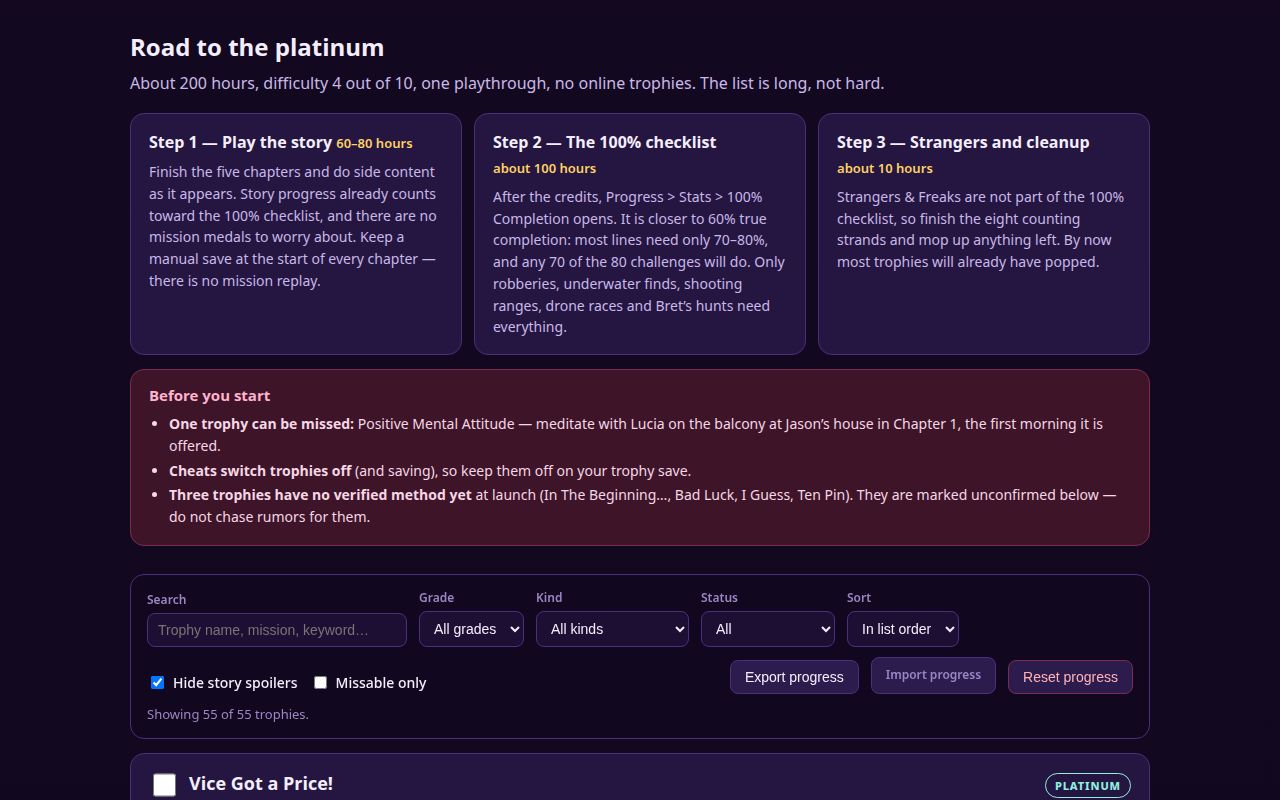 Road to the platinum
About 200 hours, difficulty 4 out of 10, one playthrough, no online trophies. The list is long, not hard.
Step 1 — Play the story 60–80 hours
Finish the five chapters and do side content
as it appears. Story progress already counts
toward the 100% checklist, and there are no
mission medals to worry about. Keep a
manual save at the start of every chapter —
there is no mission replay.
Step 2 — The 100% checklist
about 100 hours
After the credits, Progress > Stats > 100%
Completion opens. It is closer to 60% true
completion: most lines need only 70–80%,
and any 70 of the 80 challenges will do. Only
robberies, underwater finds, shooting
ranges, drone races and Bret’s hunts need
everything.
Step 3 — Strangers and cleanup
about 10 hours
Strangers & Freaks are not part of the 100%
checklist, so finish the eight counting
strands and mop up anything left. By now
most trophies will already have popped.
Before you start
• One trophy can be missed: Positive Mental Attitude — meditate with Lucia on the balcony at Jason’s house in Chapter 1, the first morning it is
offered.
• Cheats switch trophies off (and saving), so keep them off on your trophy save.
• Three trophies have no verified method yet at launch (In The Beginning..., Bad Luck, I Guess, Ten Pin). They are marked unconfirmed below —
do not chase rumors for them.
Search
Grade
Kind
Status
Sort
Trophy name, mission, keyword…
All grades
All kinds
All
In list order
Hide story spoilers
Missable only
Export progress
Import progress
Reset progress
Showing 55 of 55 trophies.
Vice Got a Price!
PLATINUM